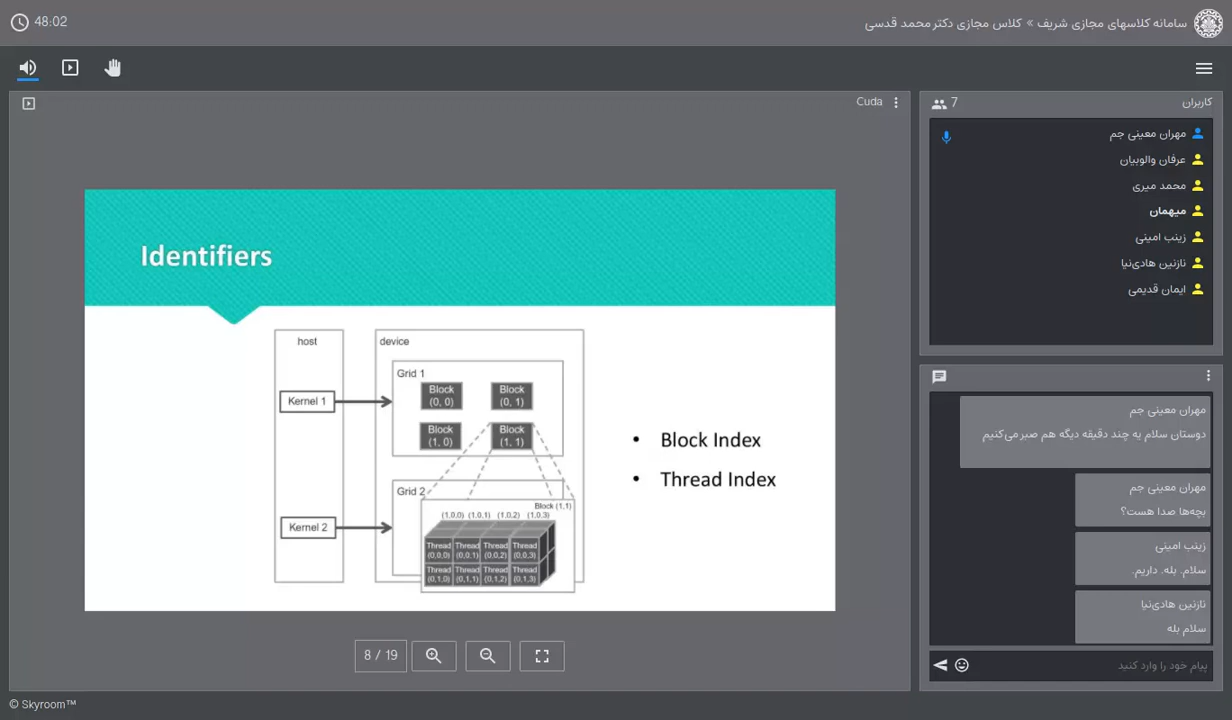 48:02
سامانه کلاسهای مجازی شریف » کلاس مجازی دکتر محمد قدسی
Cuda
Identifiers
host
device
Grid 1
Kernel 1
Block (0, 0)
Block (0, 1)
Block (1, 0)
Block (1, 1)
Grid 2
Kernel 2
Block (1,1)
(1,0,0) (1,0,1) (1,0,2) (1,0,3)
Thread (0,0,0)
Thread (0,0,1)
Thread (0,0,2)
Thread (0,0,3)
Thread (0,1,0)
Thread (0,1,1)
Thread (0,1,2)
Thread (0,1,3)
• Block Index
• Thread Index
8 / 19
کاربران
7
مهران معینی جم
عرفان والوبیان
محمد میری
میهمان
زینب امینی
نازنین هادی‌نیا
ایمان قدیمی
مهران معینی جم
دوستان سلام یه چند دقیقه دیگه هم صبر می‌کنیم
مهران معینی جم
بچه‌ها صدا هست؟
زینب امینی
سلام. بله. داریم.
نازنین هادی‌نیا
سلام بله
پیام خود را وارد کنید
© Skyroom™